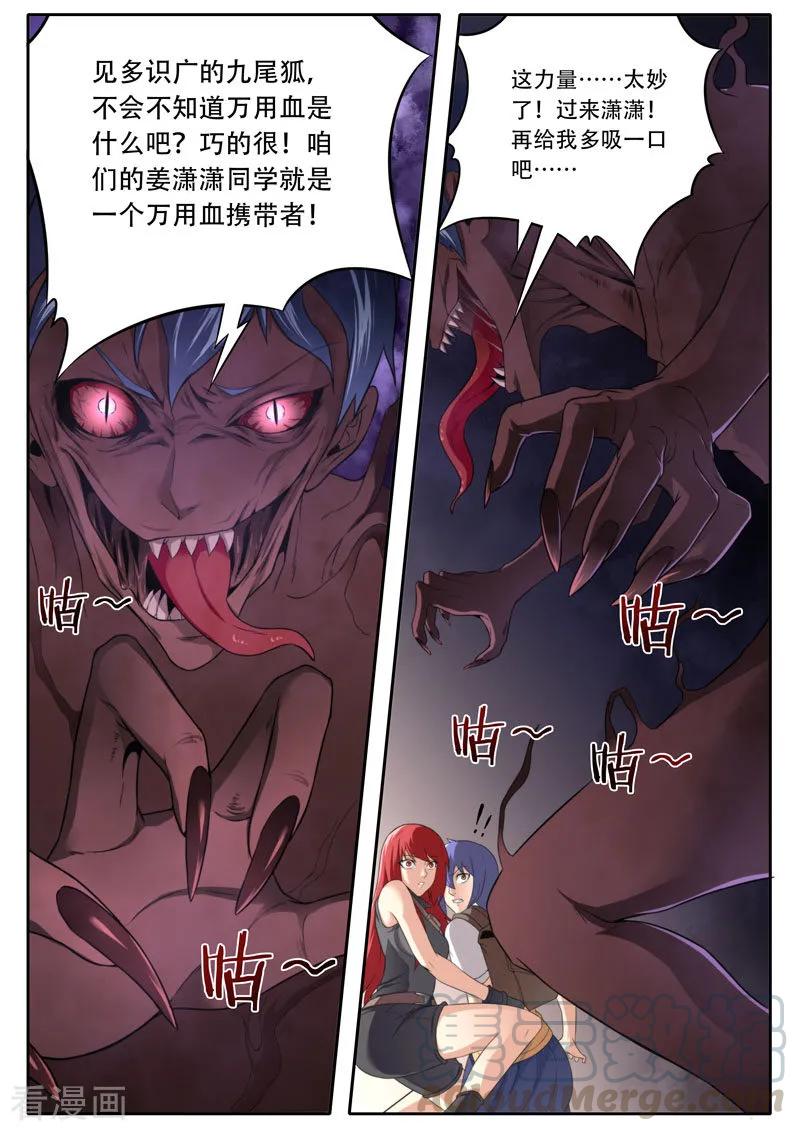 见多识广的九尾狐,
不会不知道万用血是
什么吧？巧的很！咱
们的姜潇潇同学就是
一个万用血携带者！
这力量……太妙
了！过来潇潇！
再给我多吸一口
吧……
咕～
咕～
咕～
咕～
咕～
!!
看漫画
AcloudMerge.com